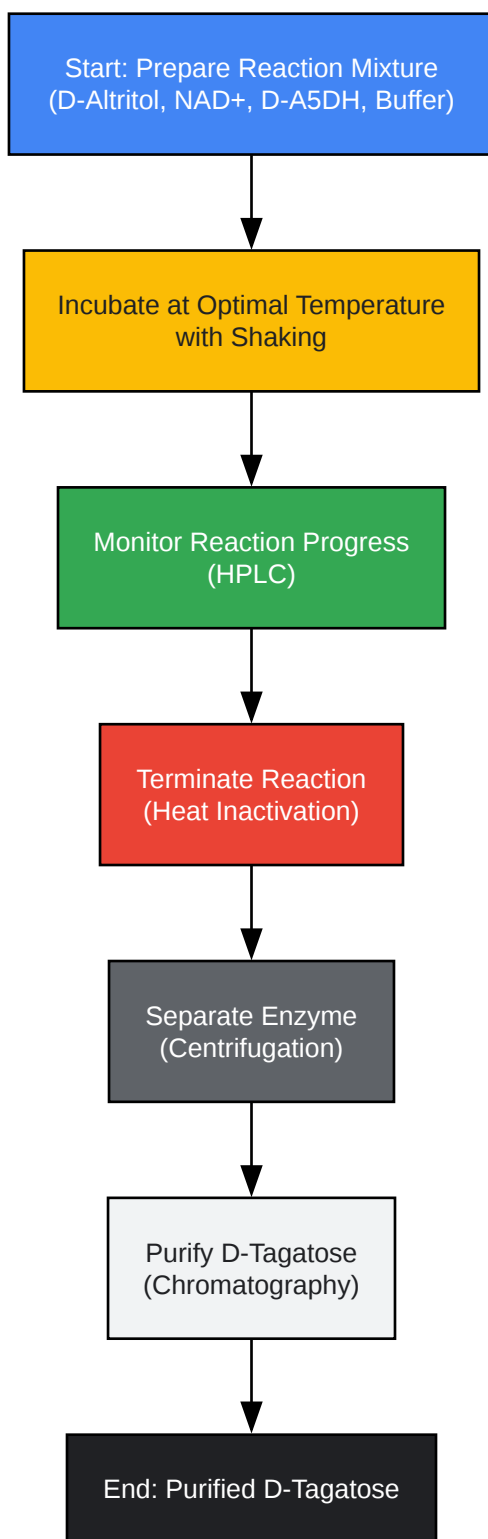 Start: Prepare Reaction Mixture
(D-Altritol, NAD+, D-A5DH, Buffer)
Incubate at Optimal Temperature
with Shaking
Monitor Reaction Progress
(HPLC)
Terminate Reaction
(Heat Inactivation)
Separate Enzyme
(Centrifugation)
Purify D-Tagatose
(Chromatography)
End: Purified D-Tagatose